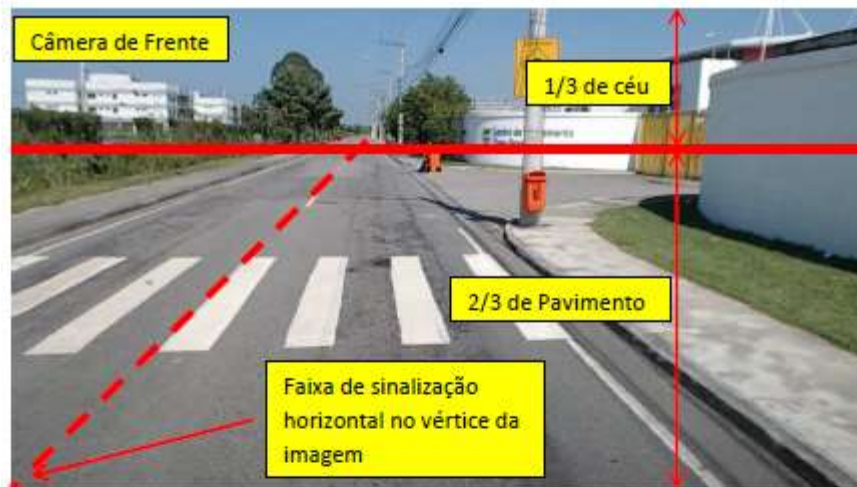 Câmera de Frente
1/3 de céu
2/3 de Pavimento
Faixa de sinalização
horizontal no vértice da
imagem